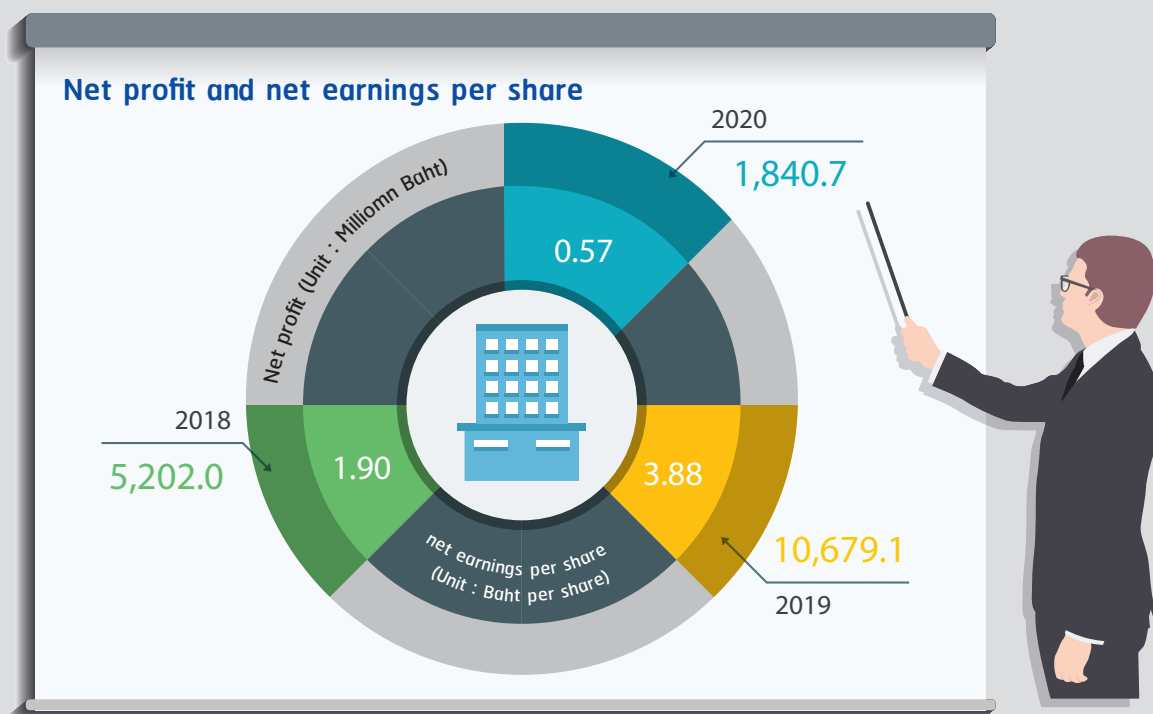 Net profit and net earnings per share
2020
1,840.7
Net profit (Unit : Milliomn Baht)
0.57
2018
5,202.0
1.90
3.88
10,679.1
2019
net earnings per share
(Unit : Baht per share)